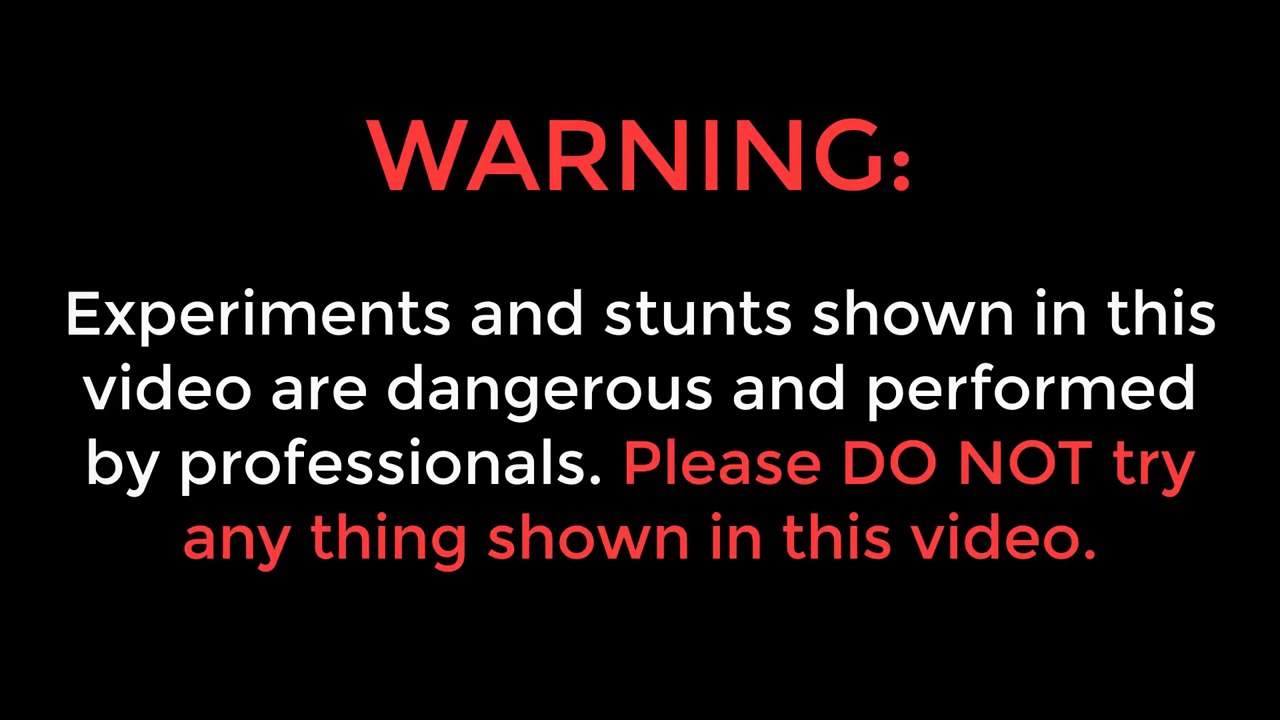 WARNING:
Experiments and stunts shown in this
video are dangerous and performed
by professionals. Please DO NOT try
any thing shown in this video.